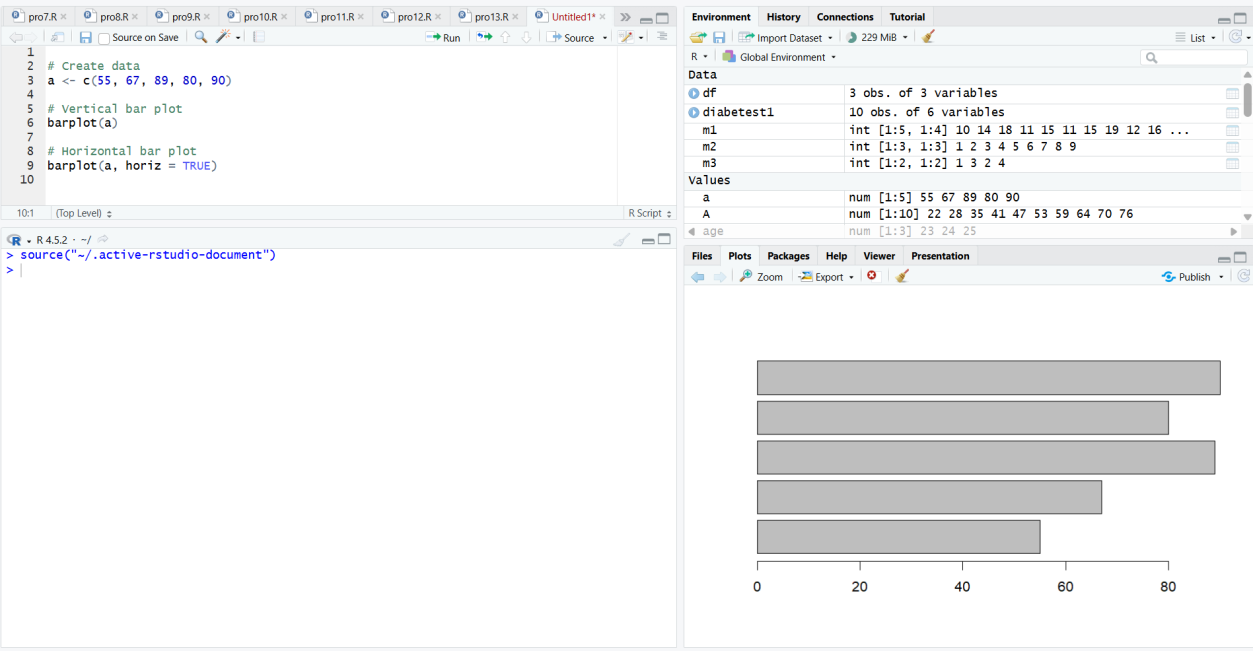 pro7.R pro8.R pro9.R pro10.R pro11.R pro12.R pro13.R Untitled1*
Source on Save Run Source
1
2 # Create data
3 a <- c(55, 67, 89, 80, 90)
4
5 # Vertical bar plot
6 barplot(a)
7
8 # Horizontal bar plot
9 barplot(a, horiz = TRUE)
10
10:1 (Top Level) R Script
R R 4.5.2 · ~/
> source("~/.active-rstudio-document")
>
Environment History Connections Tutorial
Import Dataset 229 MiB List
R Global Environment
Data
df 3 obs. of 3 variables
diabetest1 10 obs. of 6 variables
m1 int [1:5, 1:4] 10 14 18 11 15 11 15 19 12 16 ...
m2 int [1:3, 1:3] 1 2 3 4 5 6 7 8 9
m3 int [1:2, 1:2] 1 3 2 4
Values
a num [1:5] 55 67 89 80 90
A num [1:10] 22 28 35 41 47 53 59 64 70 76
age num [1:3] 23 24 25
Files Plots Packages Help Viewer Presentation
Zoom Export Publish
0 20 40 60 80